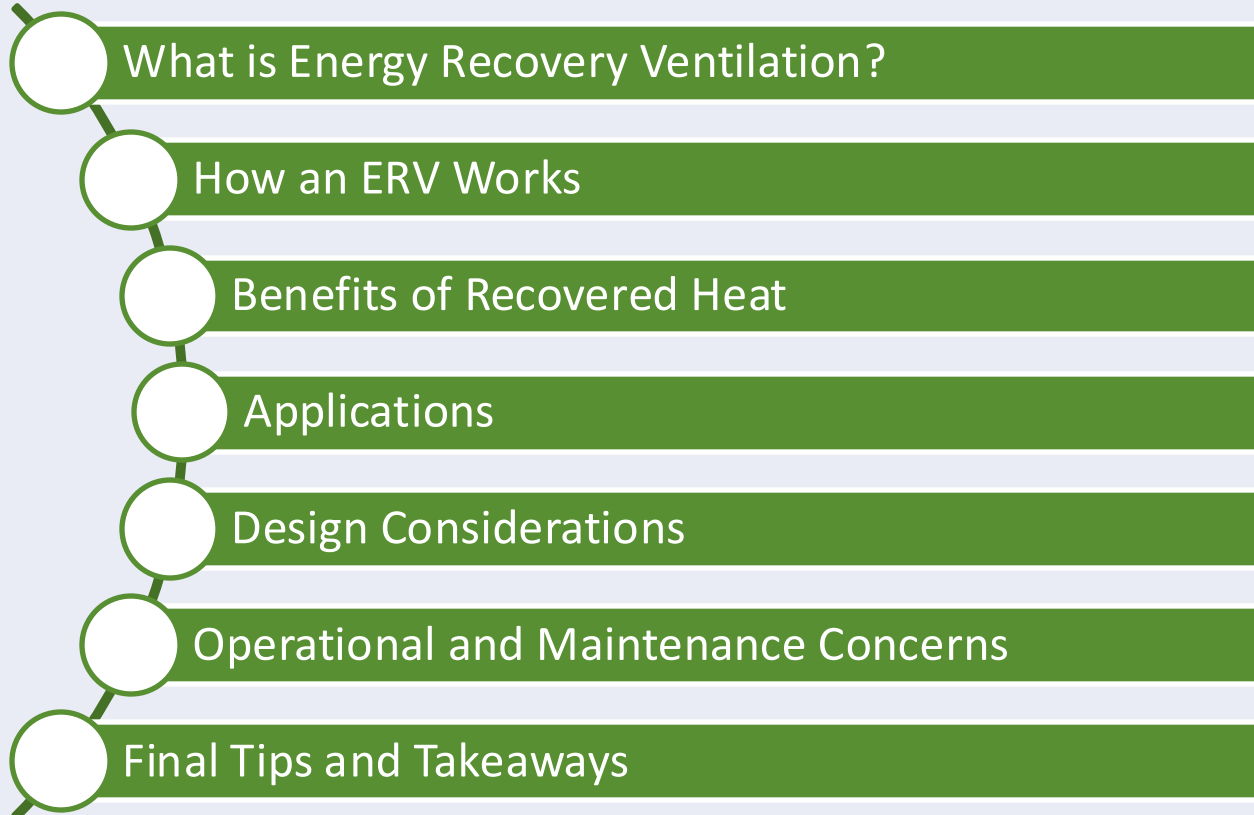 What is Energy Recovery Ventilation?
How an ERV Works
Benefits of Recovered Heat
Applications
Design Considerations
Operational and Maintenance Concerns
Final Tips and Takeaways